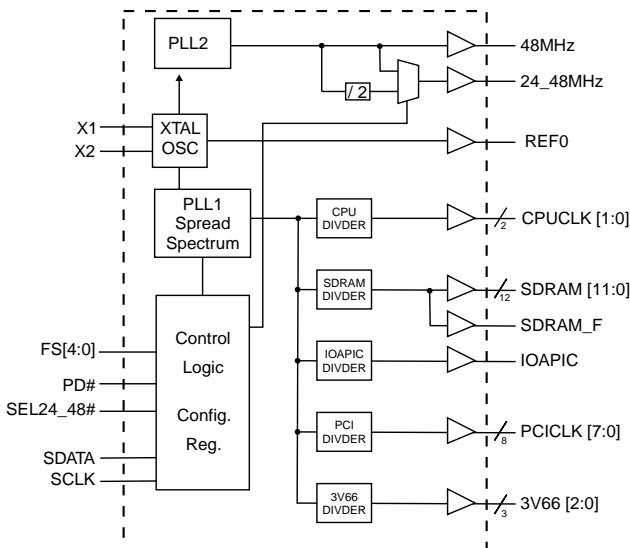 PLL2
48MHz
/ 2
24_48MHz
X1
X2
XTAL
OSC
REF0
PLL1
Spread
Spectrum
CPU
DIVDER
2
CPUCLK [1:0]
SDRAM
DIVDER
12
SDRAM [11:0]
SDRAM_F
Control
Logic
Config.
Reg.
FS[4:0]
PD#
SEL24_48#
SDATA
SCLK
IOAPIC
DIVDER
IOAPIC
PCI
DIVDER
8
PCICLK [7:0]
3V66
DIVDER
3
3V66 [2:0]